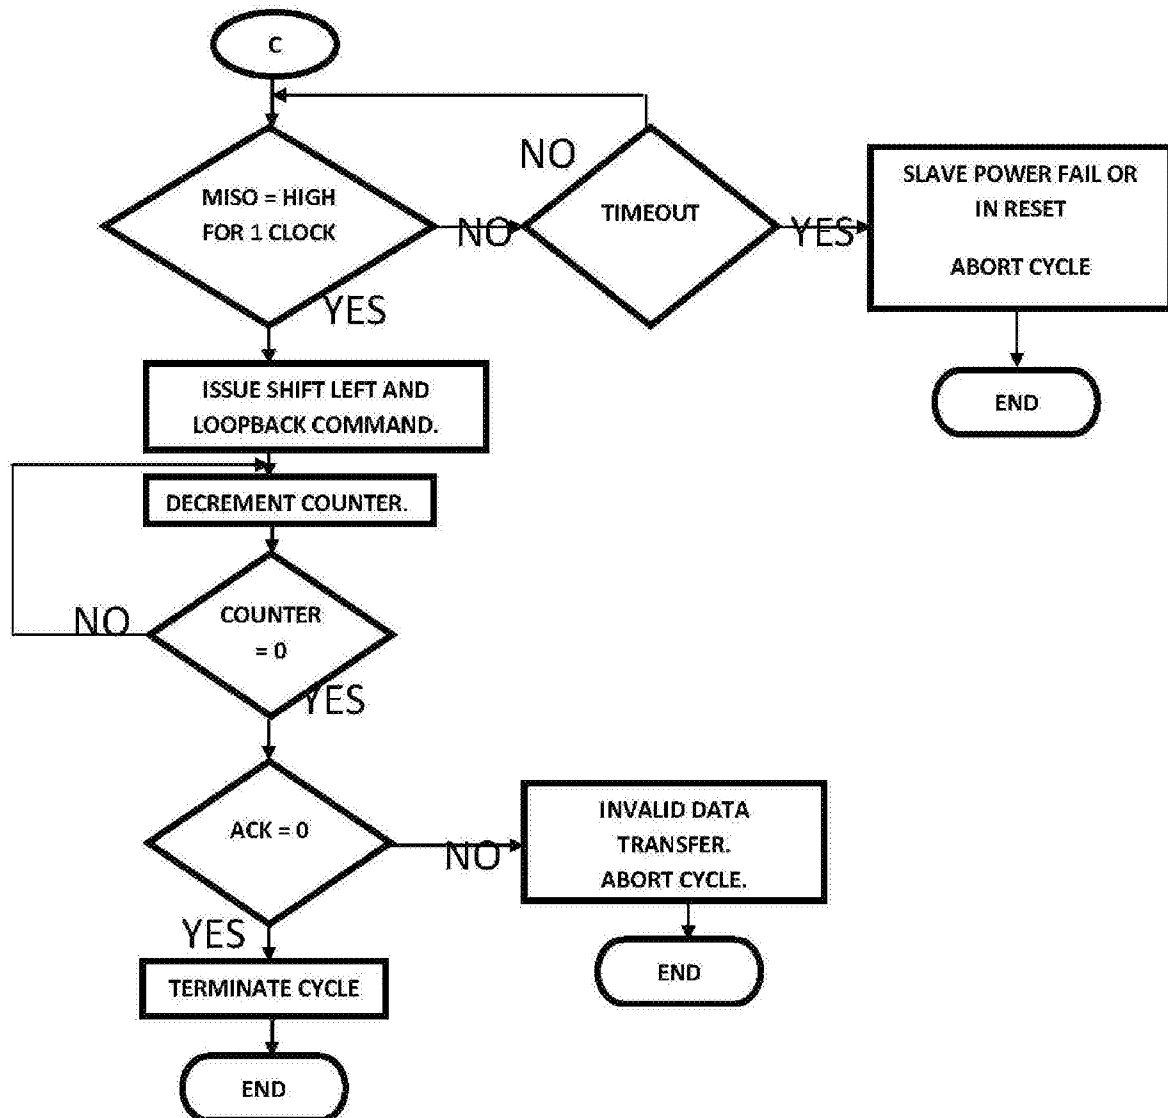 C
MISO = HIGH
FOR 1 CLOCK
NO
YES
TIMEOUT
NO
YES
SLAVE POWER FAIL OR
IN RESET
ABORT CYCLE
END
ISSUE SHIFT LEFT AND
LOOPBACK COMMAND.
DECREMENT COUNTER.
COUNTER
= 0
NO
YES
ACK = 0
NO
YES
INVALID DATA
TRANSFER.
ABORT CYCLE.
END
TERMINATE CYCLE
END